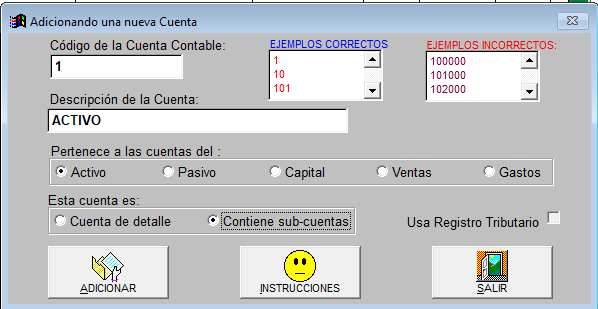 Adicionando una nueva Cuenta
Código de la Cuenta Contable:
1
EJEMPLOS CORRECTOS
1
10
101
EJEMPLOS INCORRECTOS:
100000
101000
102000
Descripción de la Cuenta:
ACTIVO
Pertenece a las cuentas del :
Activo Pasivo Capital Ventas Gastos
Esta cuenta es:
Cuenta de detalle Contiene sub-cuentas Usa Registro Tributario
ADICIONAR INSTRUCCIONES SALIR